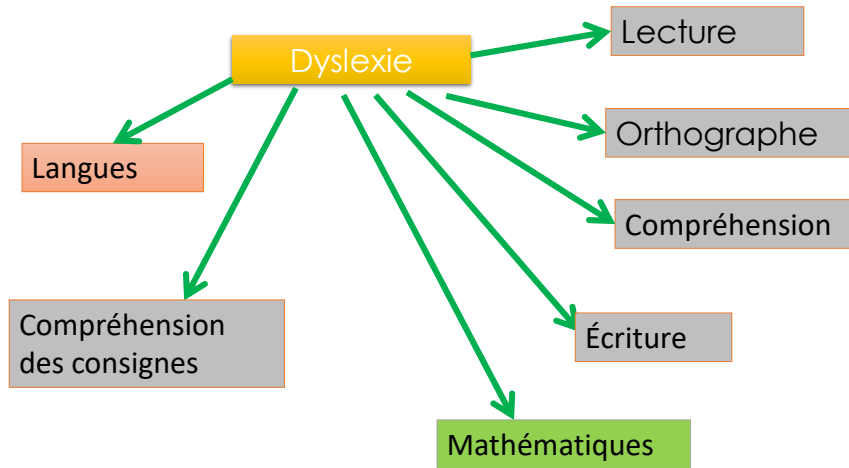 Dyslexie
Lecture
Orthographe
Langues
Compréhension
Compréhension
des consignes
Écriture
Mathématiques